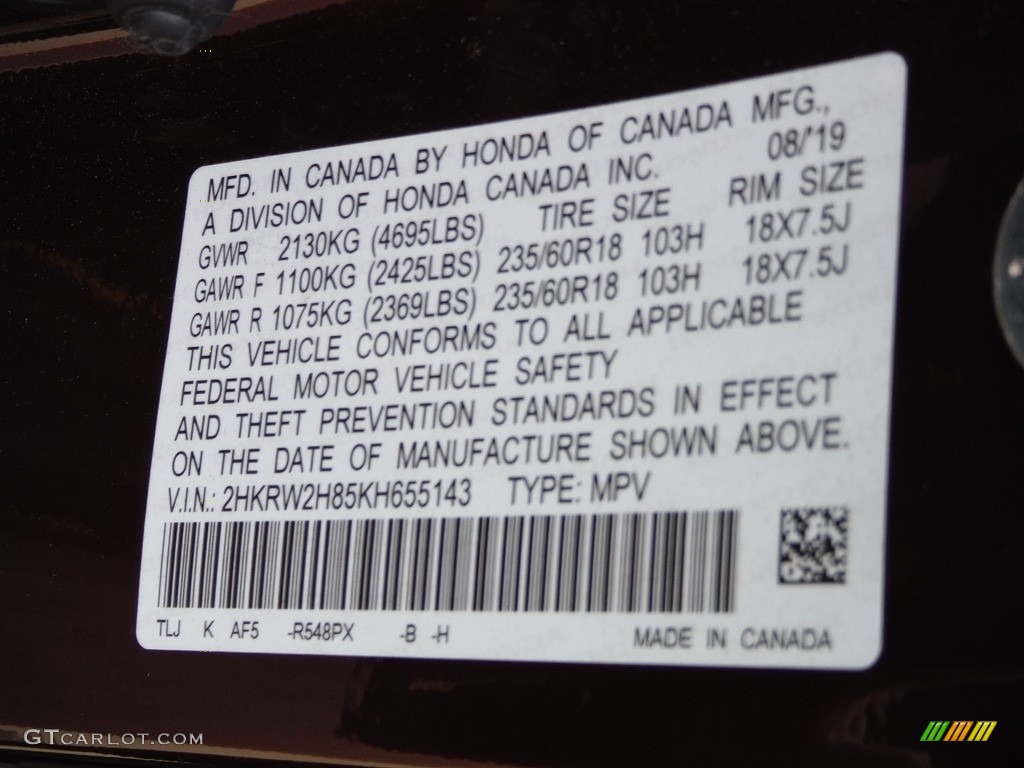 MFD. IN CANADA BY HONDA OF CANADA MFG.,
A DIVISION OF HONDA CANADA INC. 08/'19
GVWR 2130KG (4695LBS) TIRE SIZE RIM SIZE
GAWR F 1100KG (2425LBS) 235/60R18 103H 18X7.5J
GAWR R 1075KG (2369LBS) 235/60R18 103H 18X7.5J
THIS VEHICLE CONFORMS TO ALL APPLICABLE
FEDERAL MOTOR VEHICLE SAFETY
AND THEFT PREVENTION STANDARDS IN EFFECT
ON THE DATE OF MANUFACTURE SHOWN ABOVE.
V.I.N.: 2HKRW2H85KH655143 TYPE: MPV
TLJ K AF5 -R548PX -B -H MADE IN CANADA
GTCARLOT.COM